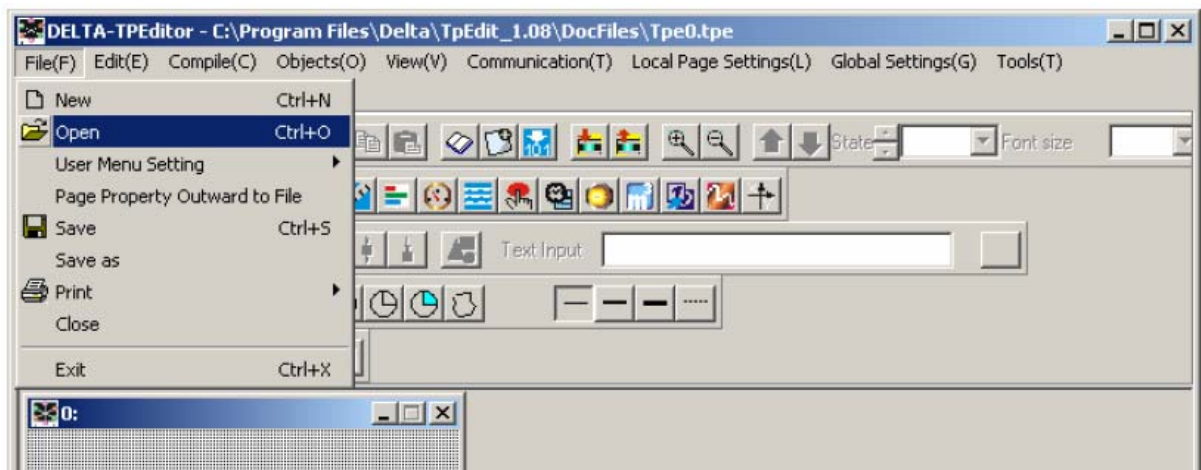 DELTA-TPEditor - C:\Program Files\Delta\TpEdit_1.08\DocFiles\Tpe0.tpe
File(F) Edit(E) Compile(C) Objects(O) View(V) Communication(T) Local Page Settings(L) Global Settings(G) Tools(T)
New Ctrl+N
Open Ctrl+O
State Font size
User Menu Setting
Page Property Outward to File
Save Ctrl+S
Text Input
Save as
Print
Close
Exit Ctrl+X
0: